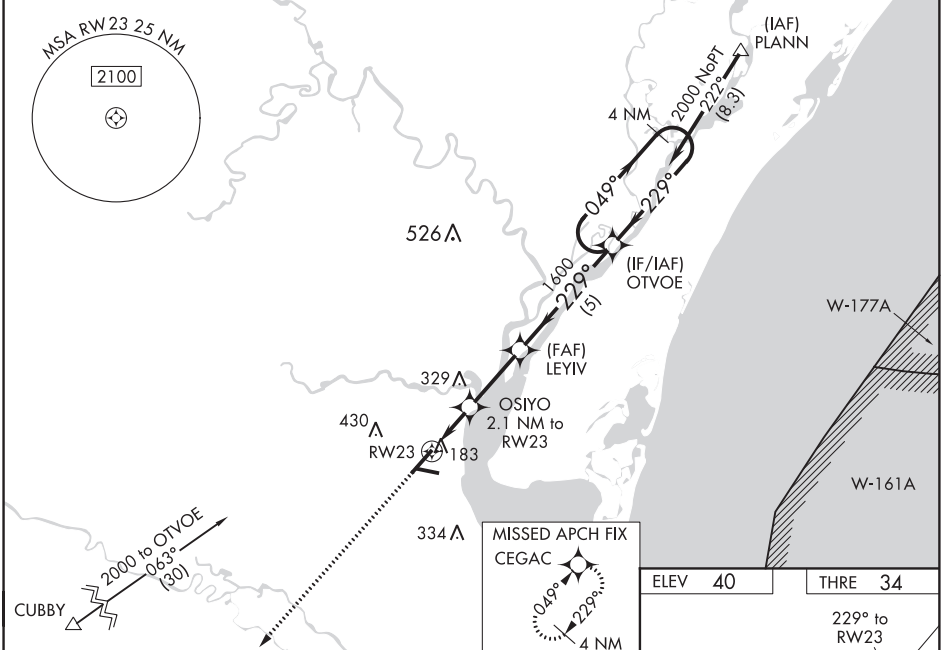 MSA RW23 25 NM
2100
(IAF)
PLANN
2000 NoPT
222°
(8.3)
4 NM
049°
229°
526
(IF/IAF)
OTVOE
1600
229°
(5)
W-177A
(FAF)
LEYIV
329
OSIYO
2.1 NM to
RW23
430
RW23
183
W-161A
334
2000 to OTVOE
063°
(30)
CUBBY
MISSED APCH FIX
CEGAC
049°
229°
4 NM
ELEV 40
THRE 34
229° to
RW23